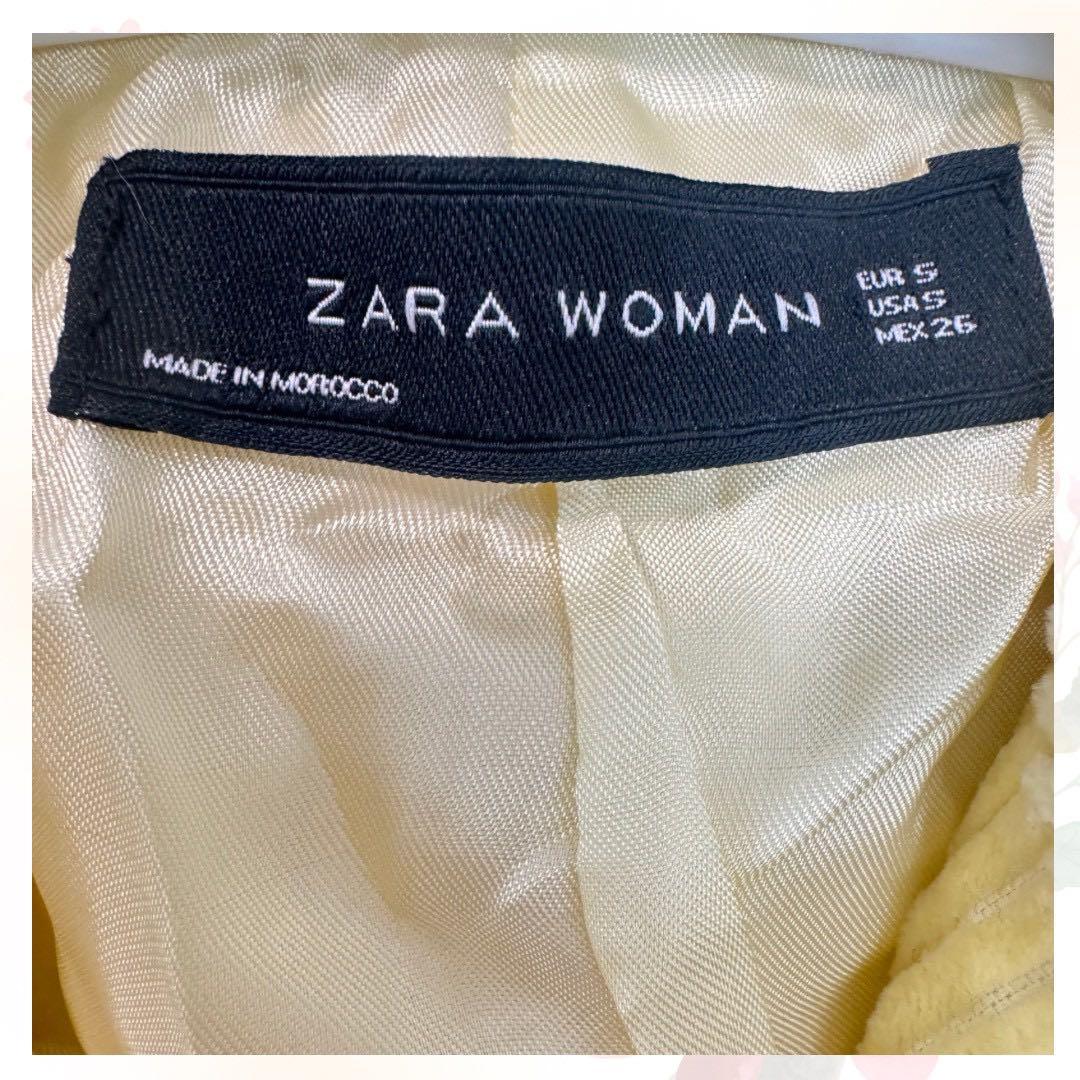 ZARA WOMAN
EUR S
USA S
MEX 26
MADE IN MOROCCO